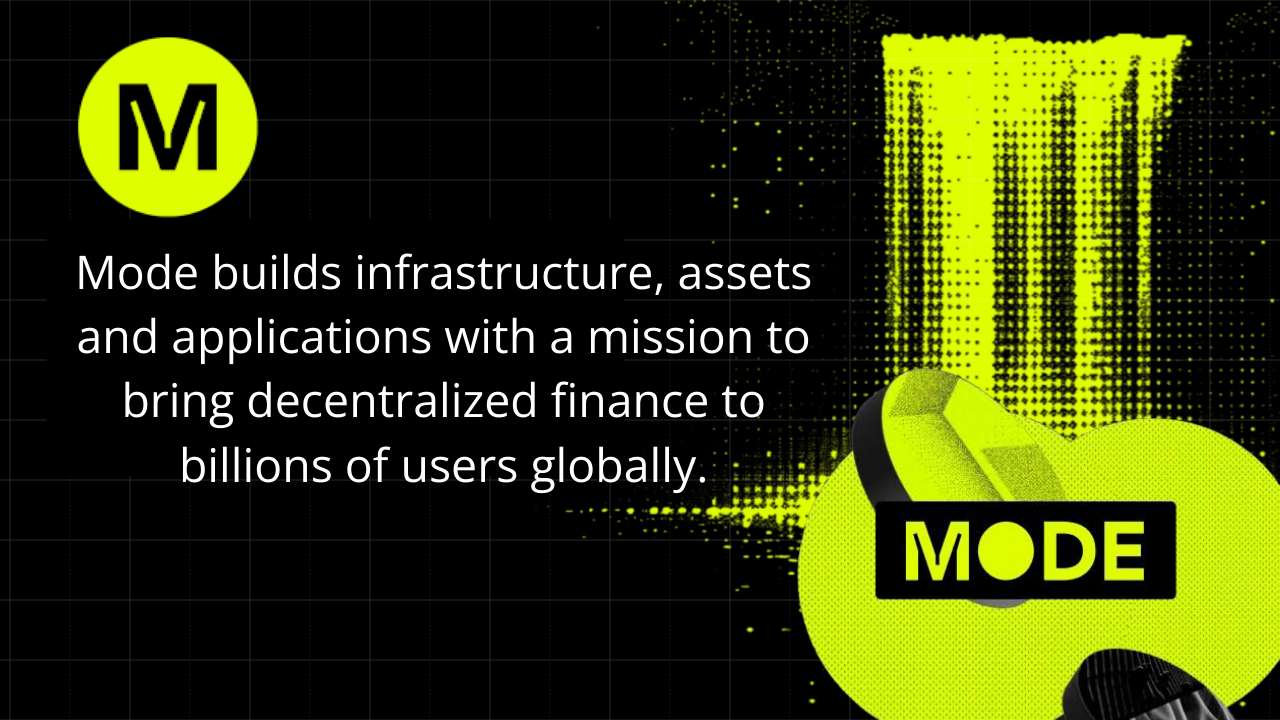 M
Mode builds infrastructure, assets
and applications with a mission to
bring decentralized finance to
billions of users globally.
MODE